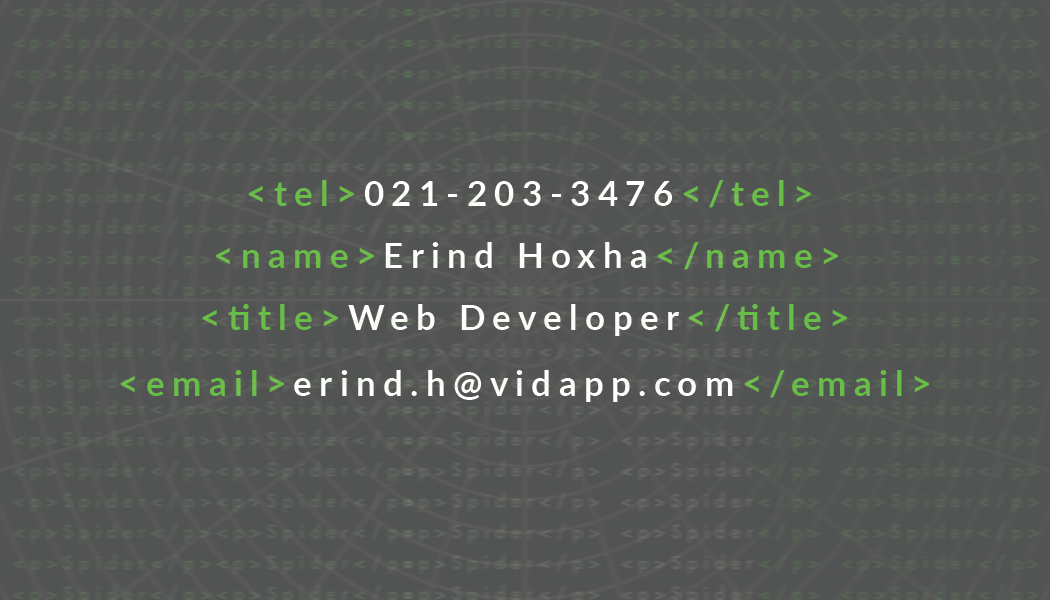 <tel>021-203-3476</tel>
<name>Erind Hoxha</name>
<title>Web Developer</title>
<email>erind.h@vidapp.com</email>